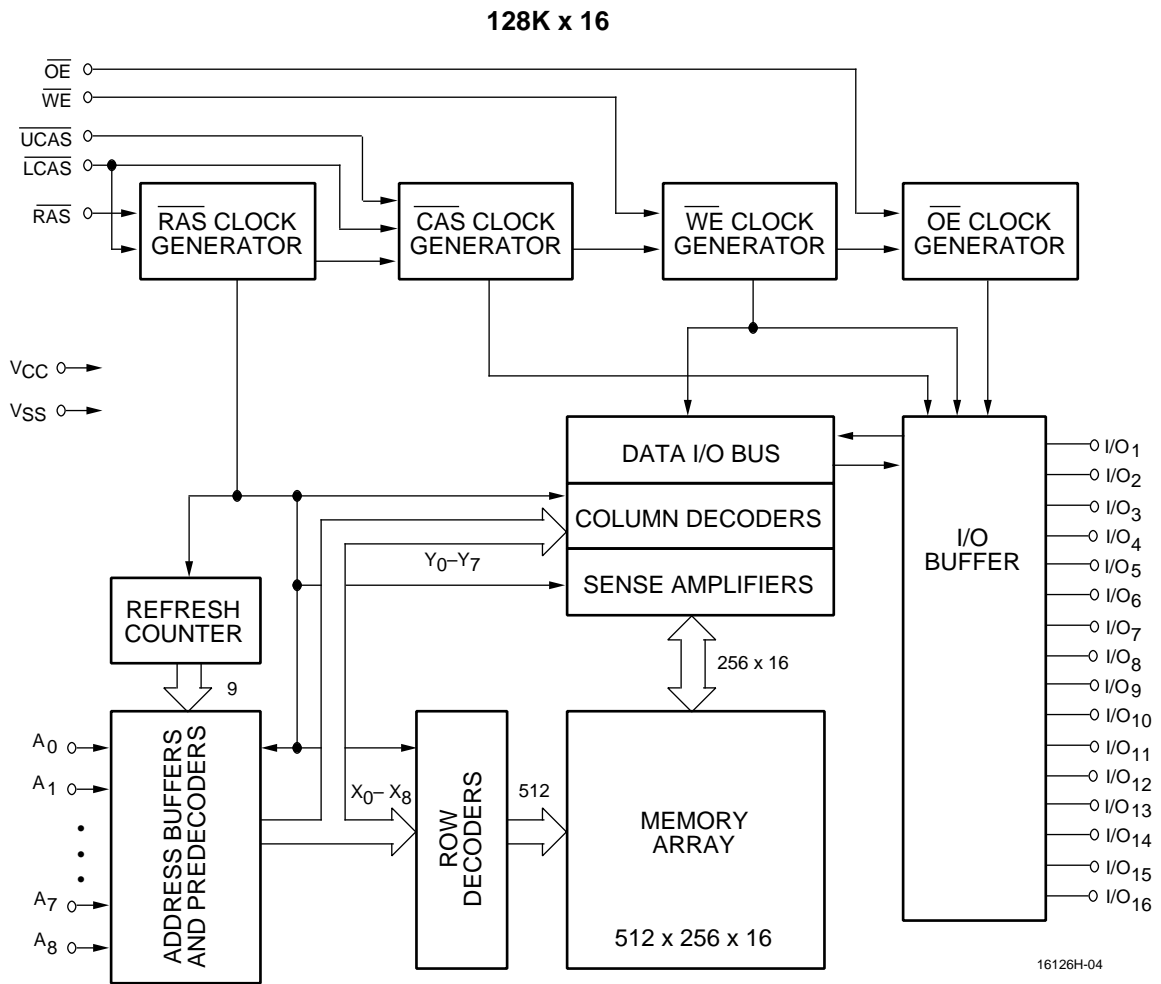 128K x 16
OE
WE
UCAS
LCAS
RAS
RAS CLOCK
GENERATOR
CAS CLOCK
GENERATOR
WE CLOCK
GENERATOR
OE CLOCK
GENERATOR
VCC
VSS
DATA I/O BUS
COLUMN DECODERS
SENSE AMPLIFIERS
Y0–Y7
REFRESH
COUNTER
9
256 x 16
I/O
BUFFER
I/O1
I/O2
I/O3
I/O4
I/O5
I/O6
I/O7
I/O8
I/O9
I/O10
I/O11
I/O12
I/O13
I/O14
I/O15
I/O16
A0
A1
A7
A8
ADDRESS BUFFERS
AND PREDECODERS
X0– X8
ROW
DECODERS
512
MEMORY
ARRAY
512 x 256 x 16
16126H-04